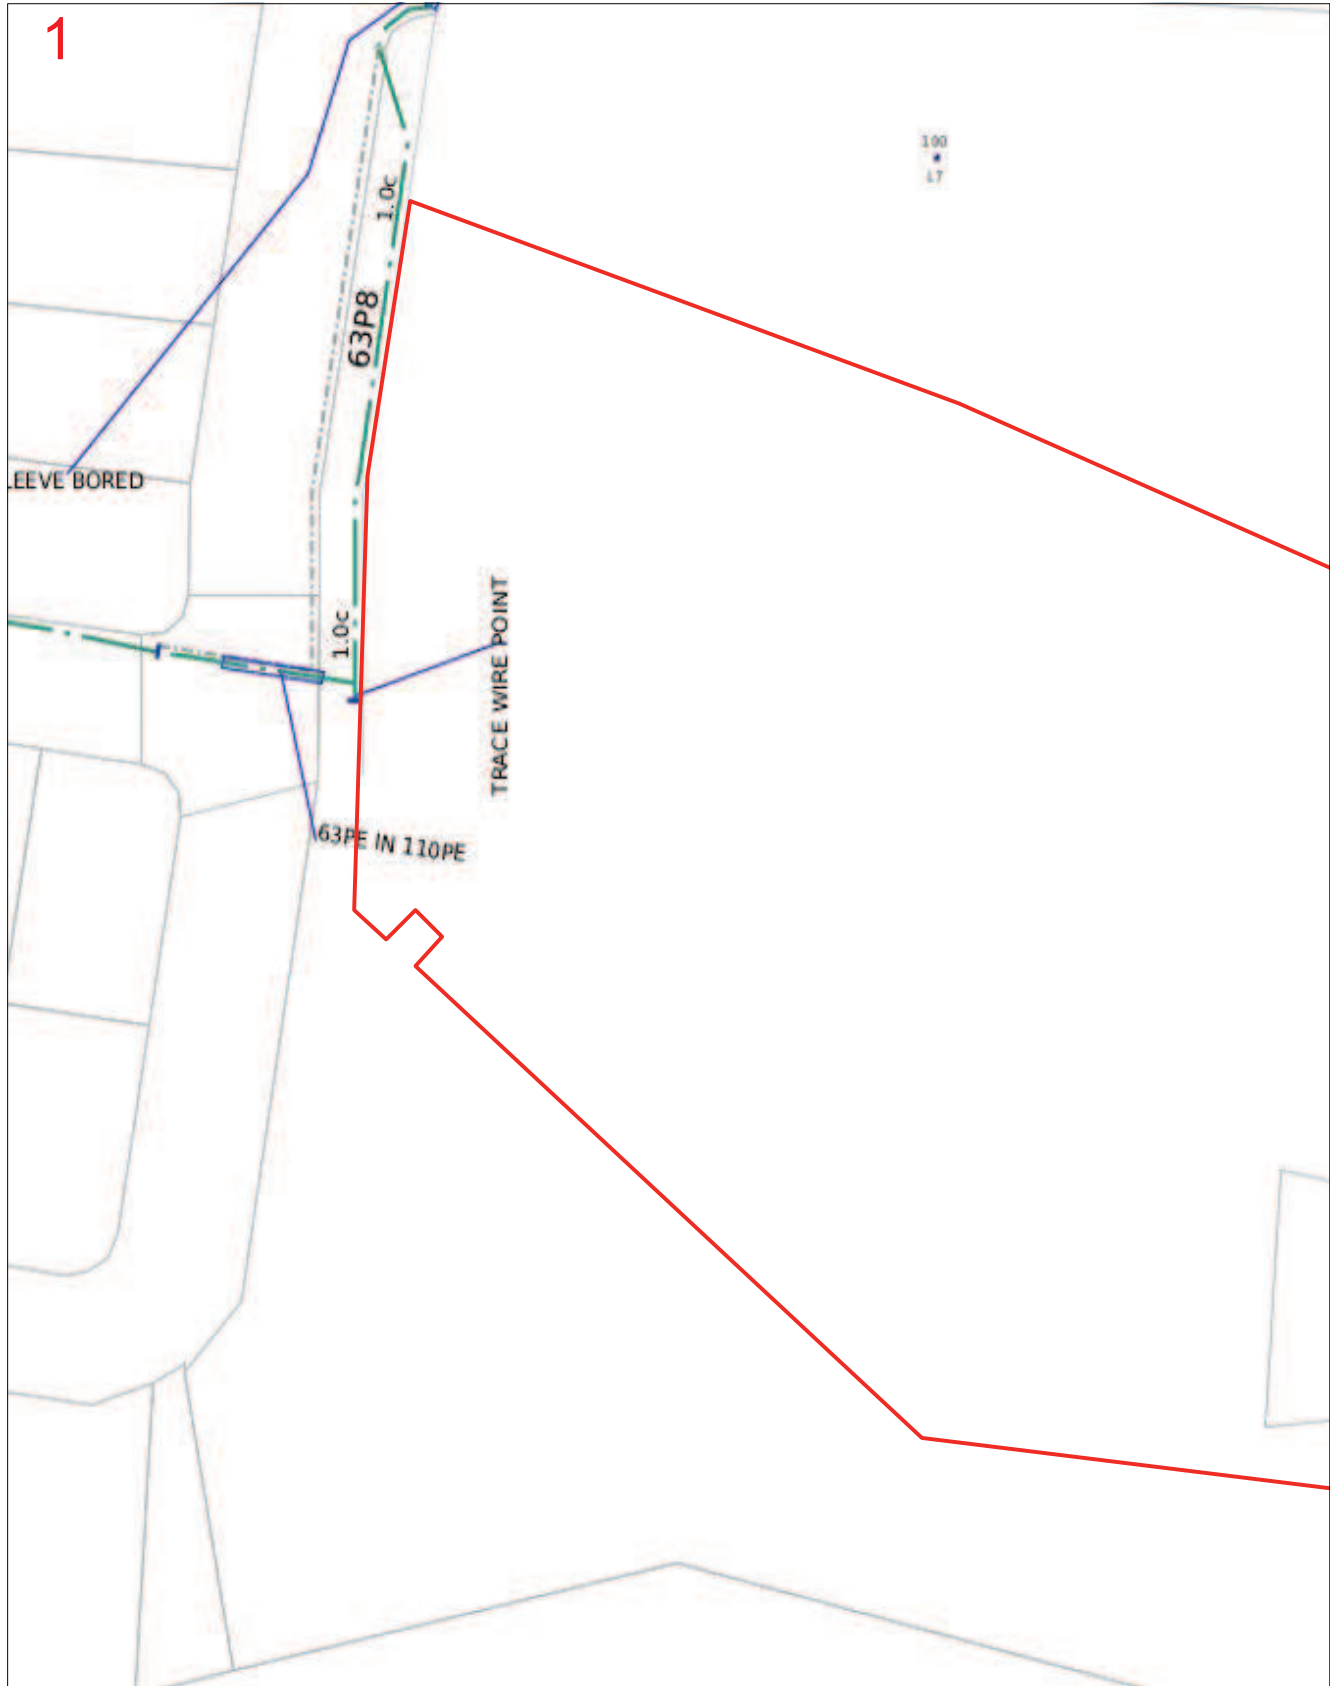 1
100
L7
1.0c
63P8
LEEVE BORED
1.0c
TRACE WIRE POINT
63PE IN 110PE